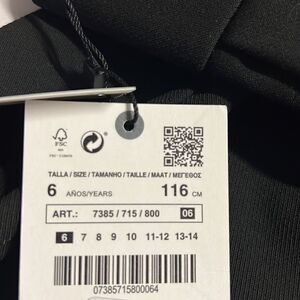 FSC
TALLA / SIZE / TAMANHO / TAILLE / MAAT / ΜΕΓΕΘΟΣ
6 AÑOS/YEARS 116 CM
ART.: 7385 / 715 / 800 06
6 7 8 9 10 11-12 13-14
07385715800064